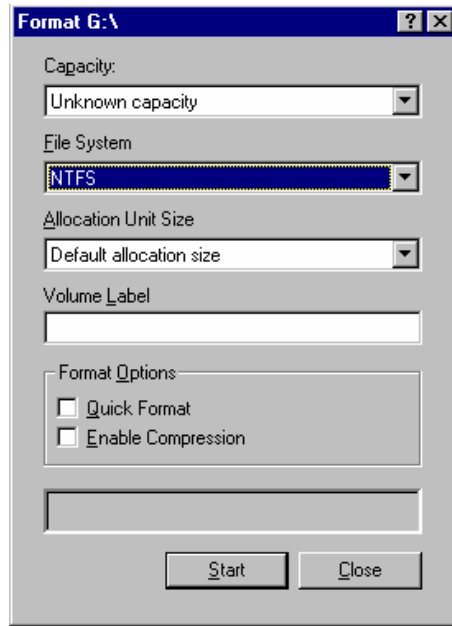 Format G:\
Capacity:
Unknown capacity
File System
NTFS
Allocation Unit Size
Default allocation size
Volume Label
Format Options
Quick Format
Enable Compression
Start
Close